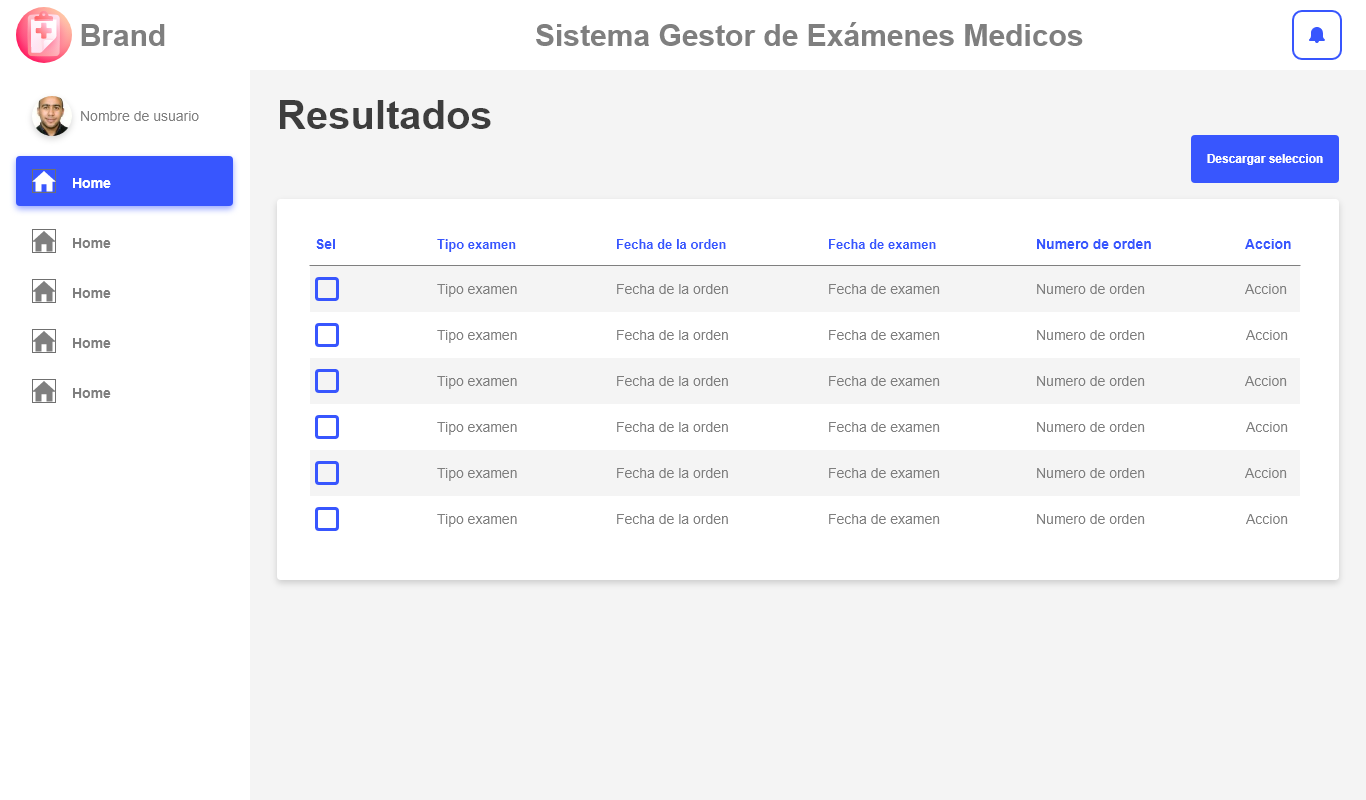 Brand
Sistema Gestor de Exámenes Medicos
Nombre de usuario
Home
Home
Home
Home
Home
Resultados
Descargar seleccion
Sel Tipo examen Fecha de la orden Fecha de examen Numero de orden Accion
Tipo examen Fecha de la orden Fecha de examen Numero de orden Accion
Tipo examen Fecha de la orden Fecha de examen Numero de orden Accion
Tipo examen Fecha de la orden Fecha de examen Numero de orden Accion
Tipo examen Fecha de la orden Fecha de examen Numero de orden Accion
Tipo examen Fecha de la orden Fecha de examen Numero de orden Accion
Tipo examen Fecha de la orden Fecha de examen Numero de orden Accion